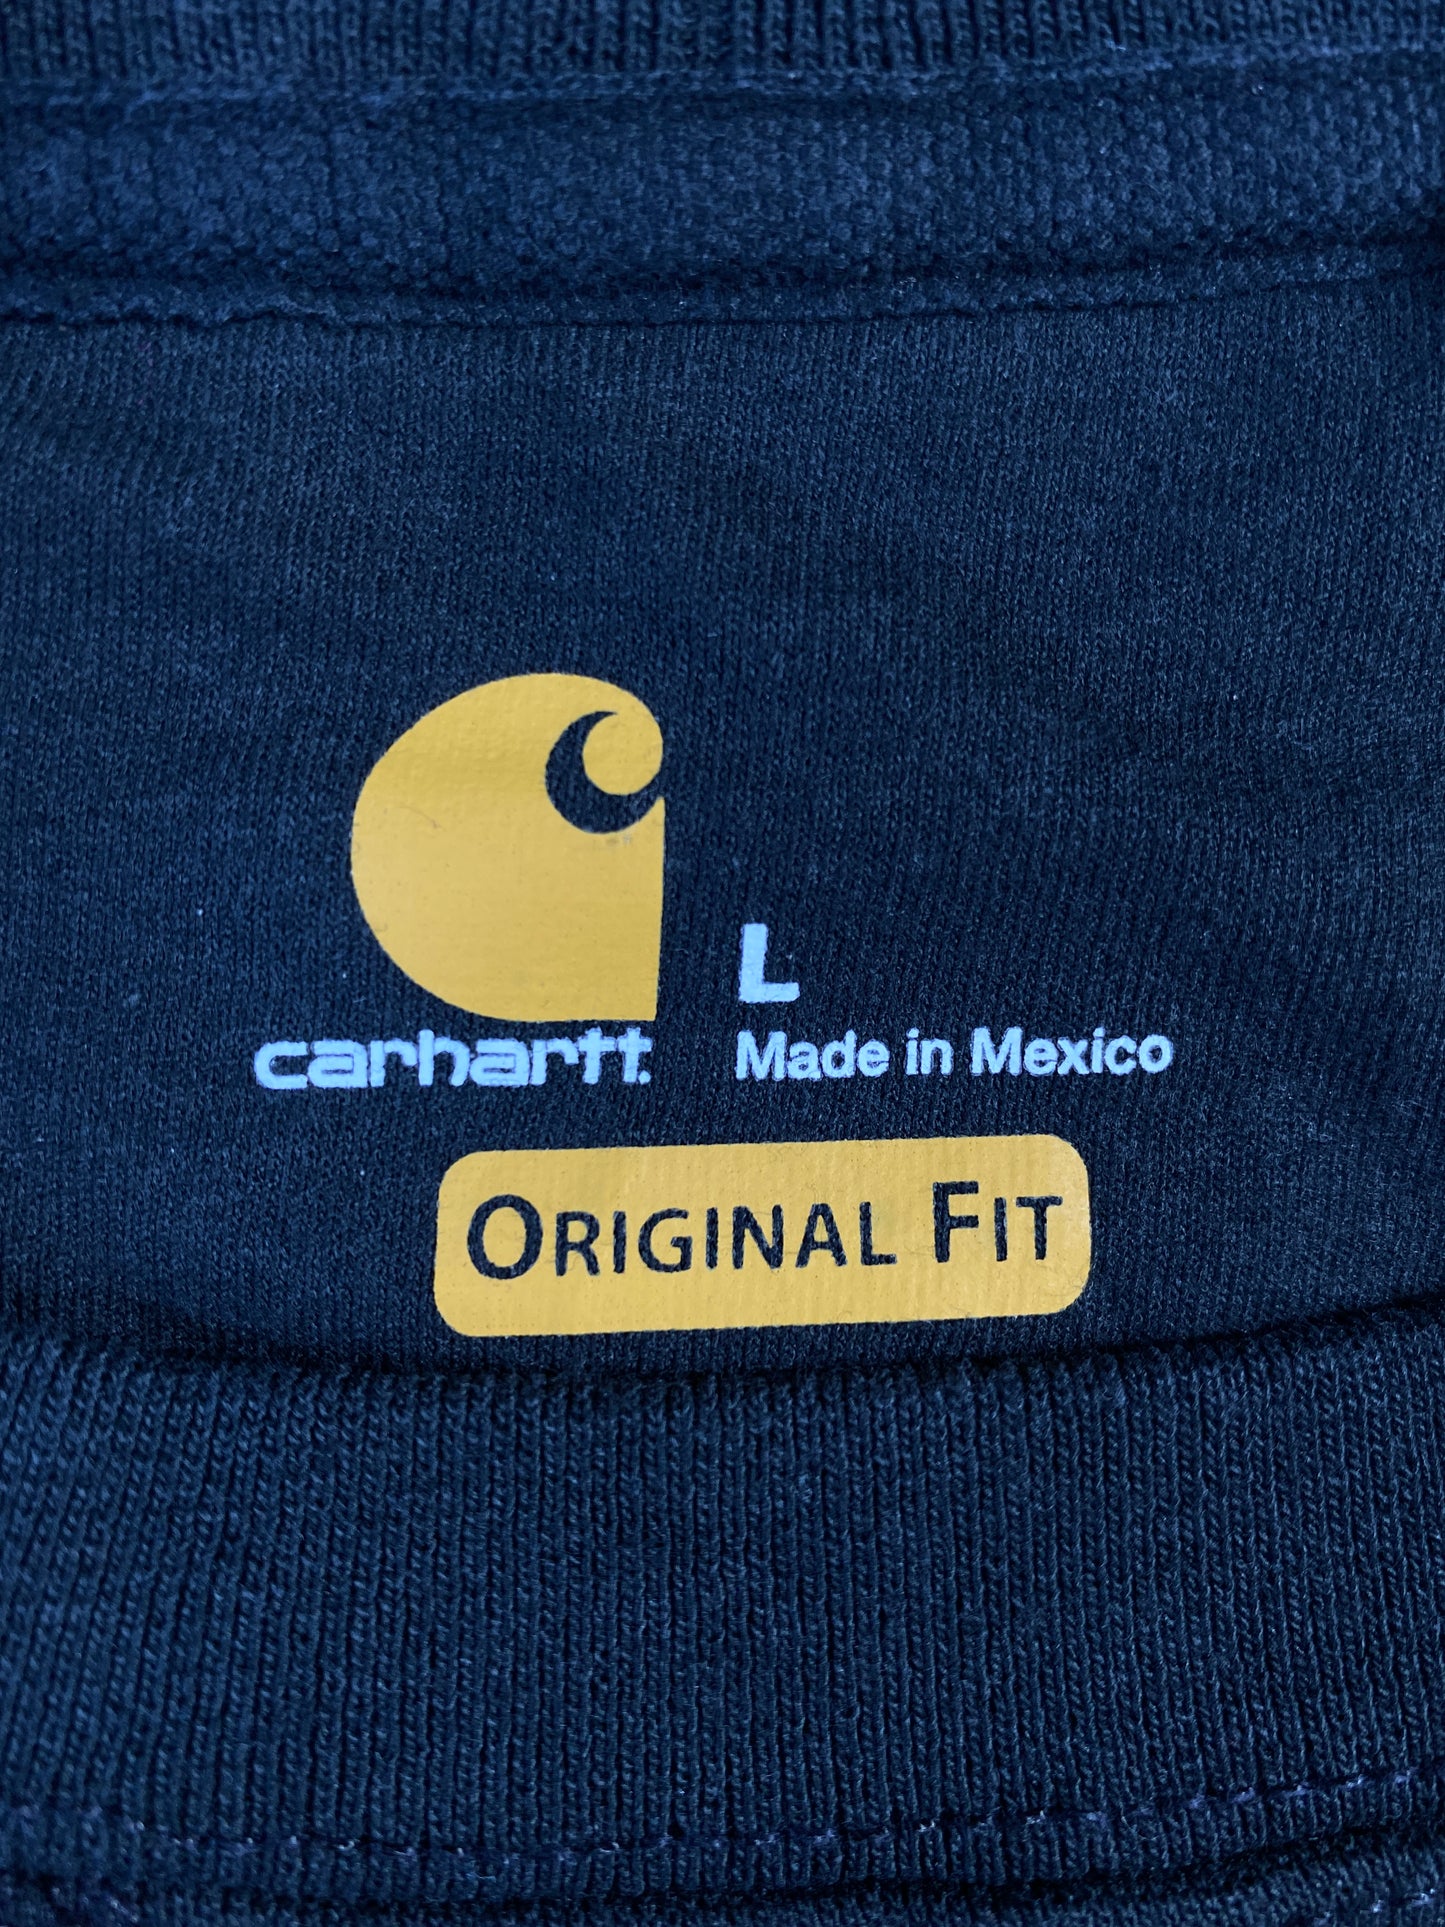 L
carhartt.
Made in Mexico
ORIGINAL FIT